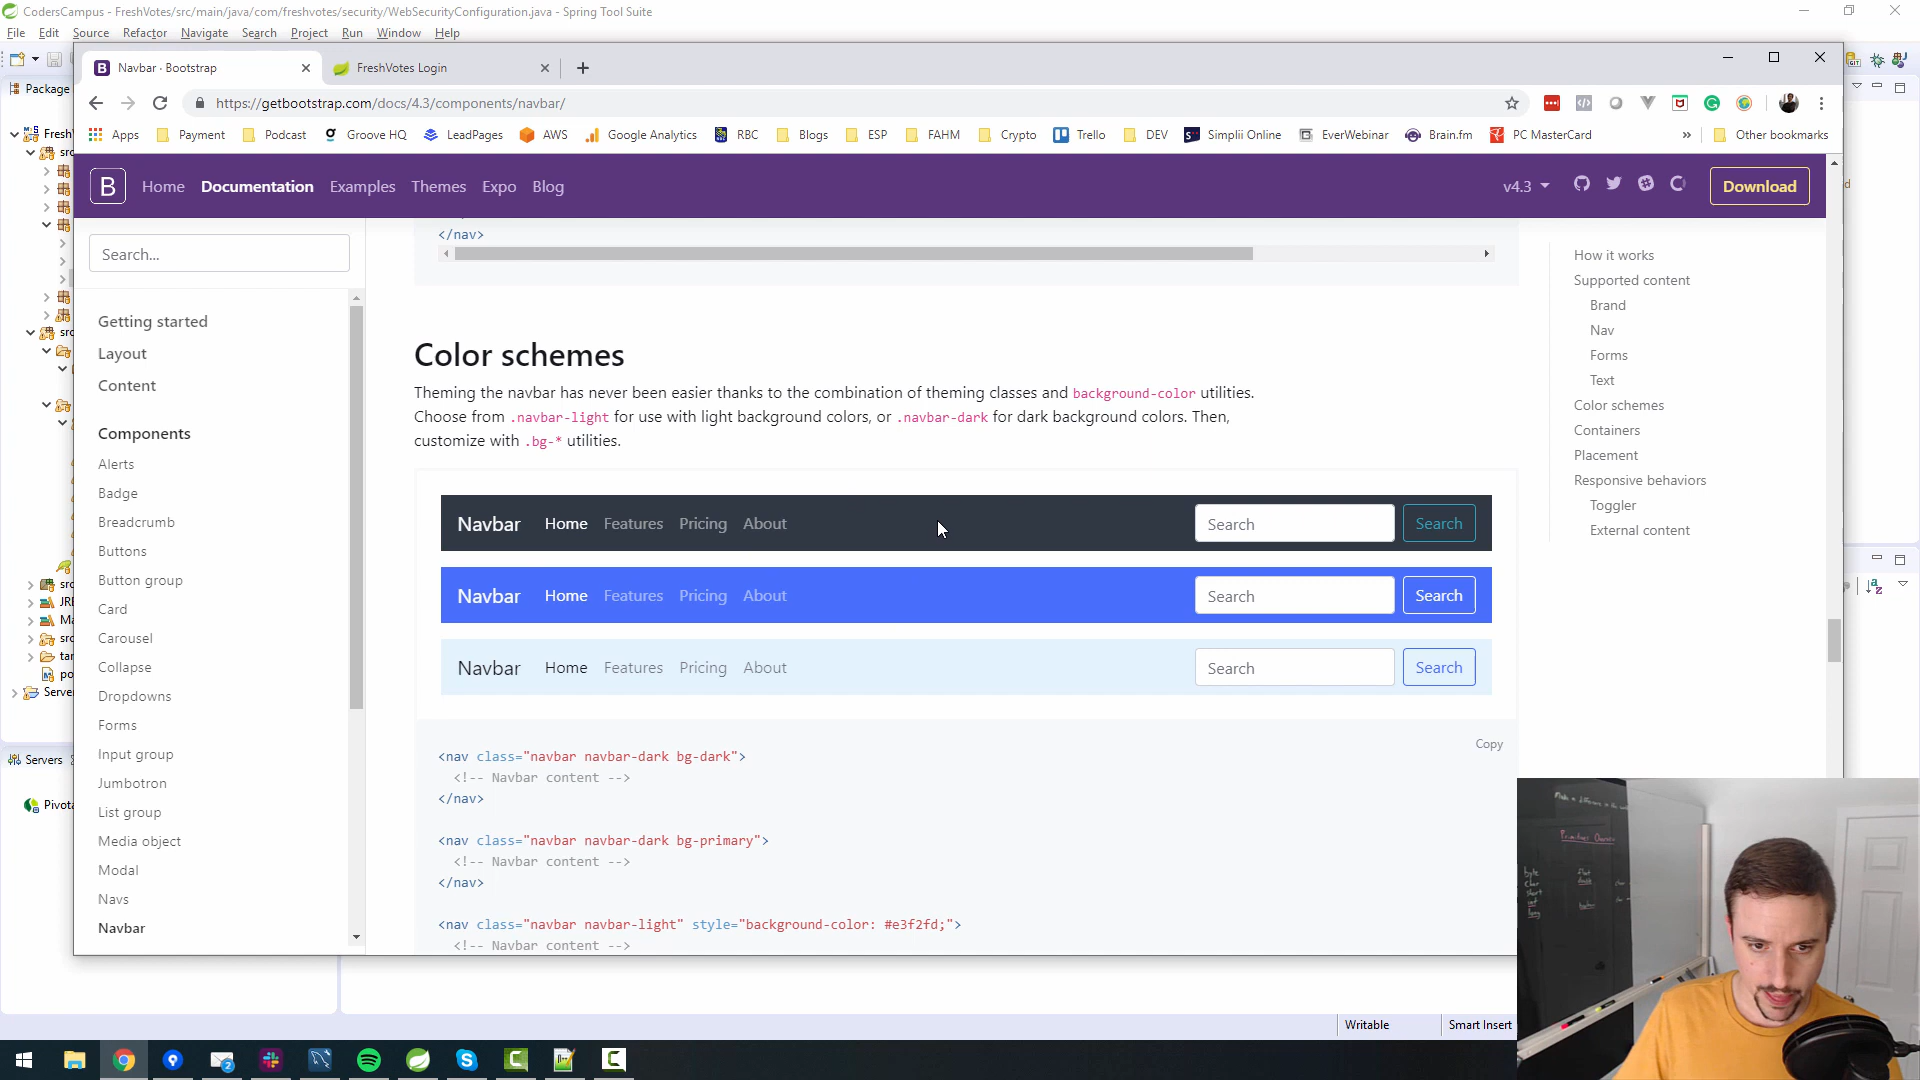 CodersCampus - FreshVotes/src/main/java/com/freshvotes/security/WebSecurityConfiguration.java - Spring Tool Suite
File Edit Source Refactor Navigate Search Project Run Window Help
Navbar · Bootstrap
FreshVotes Login
https://getbootstrap.com/docs/4.3/components/navbar/
Apps Payment Podcast Groove HQ LeadPages AWS Google Analytics RBC Blogs ESP FAHM Crypto Trello DEV Simplii Online EverWebinar Brain.fm PC MasterCard » Other bookmarks
Package
B Home Documentation Examples Themes Expo Blog v4.3 Download
Search...
Getting started
Layout
Content
Components
Alerts
Badge
Breadcrumb
Buttons
Button group
Card
Carousel
Collapse
Dropdowns
Forms
Input group
Jumbotron
List group
Media object
Modal
Navs
Navbar
</nav>
Color schemes
Theming the navbar has never been easier thanks to the combination of theming classes and background-color utilities.
Choose from .navbar-light for use with light background colors, or .navbar-dark for dark background colors. Then,
customize with .bg-* utilities.
Navbar Home Features Pricing About Search Search
Navbar Home Features Pricing About Search Search
Navbar Home Features Pricing About Search Search
Copy
<nav class="navbar navbar-dark bg-dark">
<!-- Navbar content -->
</nav>
<nav class="navbar navbar-dark bg-primary">
<!-- Navbar content -->
</nav>
<nav class="navbar navbar-light" style="background-color: #e3f2fd;">
<!-- Navbar content -->
How it works
Supported content
Brand
Nav
Forms
Text
Color schemes
Containers
Placement
Responsive behaviors
Toggler
External content
Servers
Writable
Smart Insert